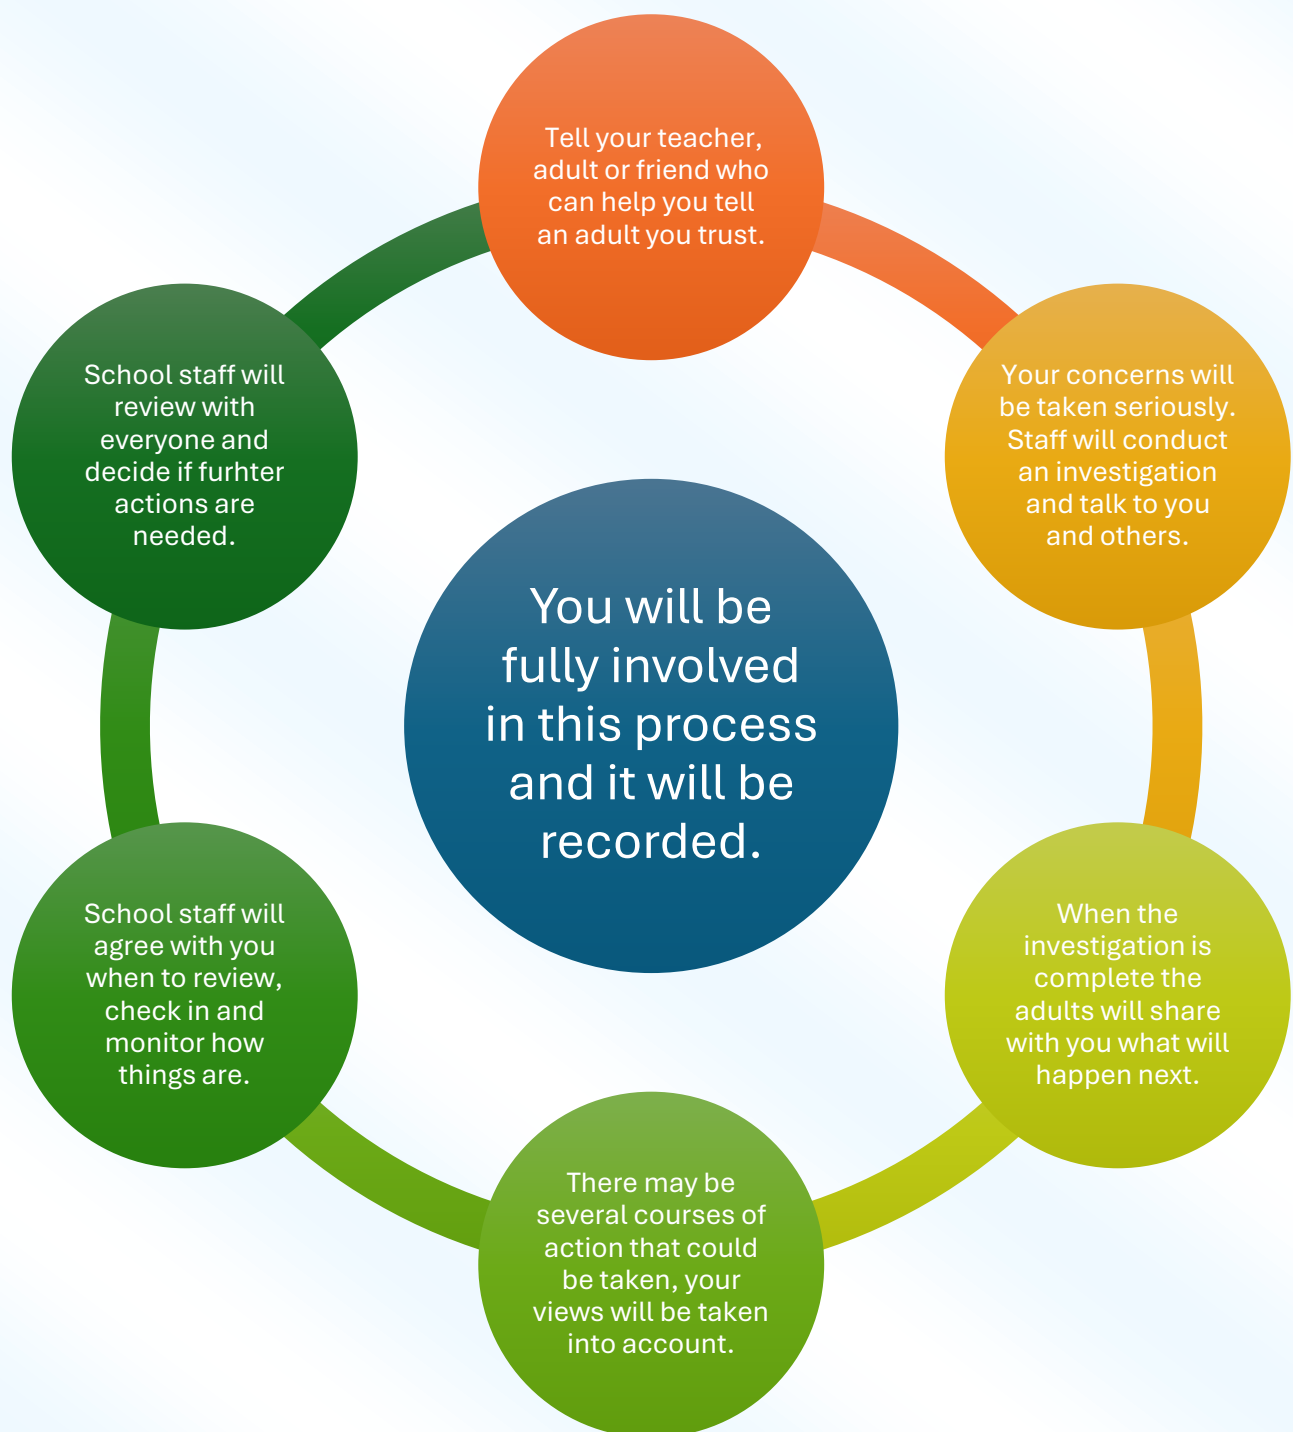 Tell your teacher,
adult or friend who
can help you tell
an adult you trust.
Your concerns will
be taken seriously.
Staff will conduct
an investigation
and talk to you
and others.
When the
investigation is
complete the
adults will share
with you what will
happen next.
There may be
several courses of
action that could
be taken, your
views will be taken
into account.
School staff will
agree with you
when to review,
check in and
monitor how
things are.
School staff will
review with
everyone and
decide if furhter
actions are
needed.
You will be
fully involved
in this process
and it will be
recorded.